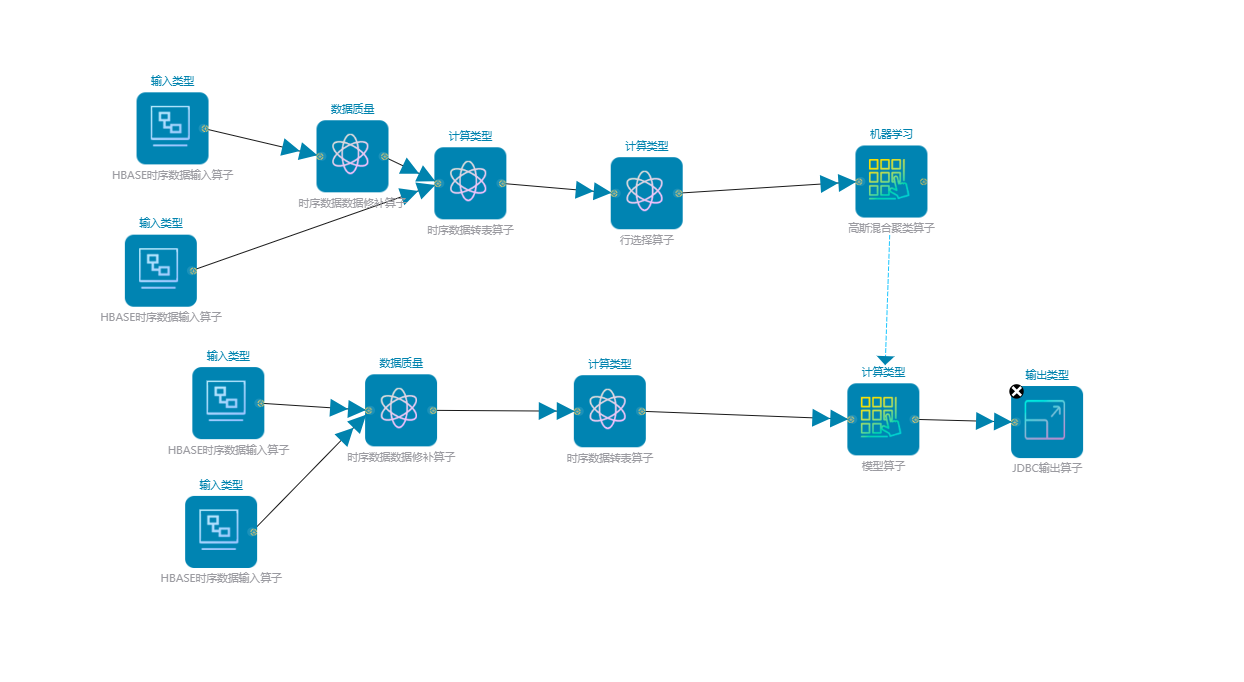 输入类型
HBASE时序数据输入算子
数据质量
时序数据数据修补算子
计算类型
时序数据转表算子
计算类型
行选择算子
机器学习
高斯混合聚类算子
输入类型
HBASE时序数据输入算子
输入类型
HBASE时序数据输入算子
数据质量
时序数据数据修补算子
计算类型
时序数据转表算子
计算类型
模型算子
输出类型
JDBC输出算子
输入类型
HBASE时序数据输入算子